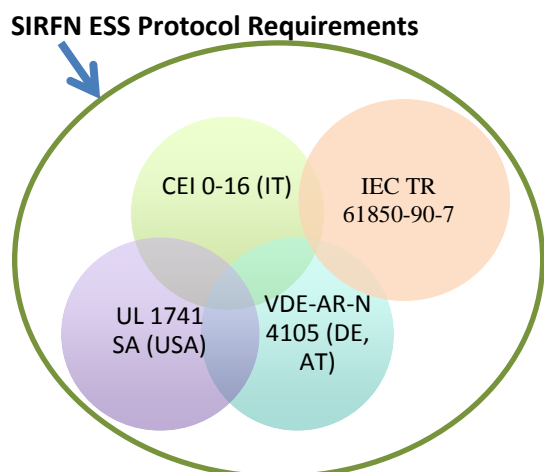 SIRFN ESS Protocol Requirements
CEI 0-16 (IT)
IEC TR
61850-90-7
UL 1741
SA (USA)
VDE-AR-N
4105 (DE,
AT)